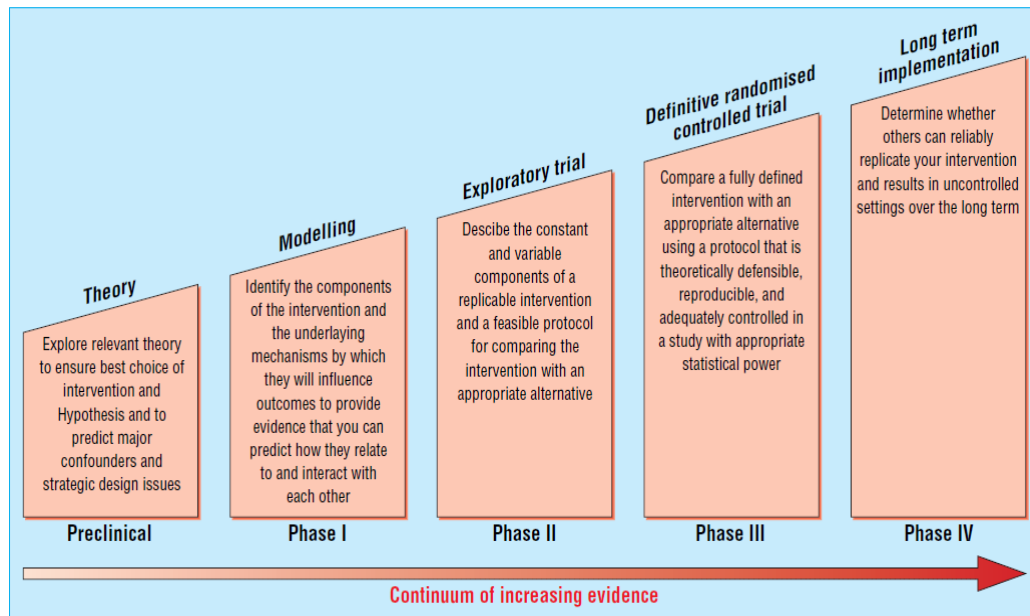 Theory
Explore relevant theory
to ensure best choice of
intervention and
Hypothesis and to
predict major
confounders and
strategic design issues
Preclinical
Modelling
Identify the components
of the intervention and
the underlaying
mechanisms by which
they will influence
outcomes to provide
evidence that you can
predict how they relate
to and interact with
each other
Phase I
Exploratory trial
Descibe the constant
and variable
components of a
replicable intervention
and a feasible protocol
for comparing the
intervention with an
appropriate alternative
Phase II
Definitive randomised
controlled trial
Compare a fully defined
intervention with an
appropriate alternative
using a protocol that is
theoretically defensible,
reproducible, and
adequately controlled in
a study with appropriate
statistical power
Phase III
Long term
implementation
Determine whether
others can reliably
replicate your intervention
and results in uncontrolled
settings over the long term
Phase IV
Continuum of increasing evidence